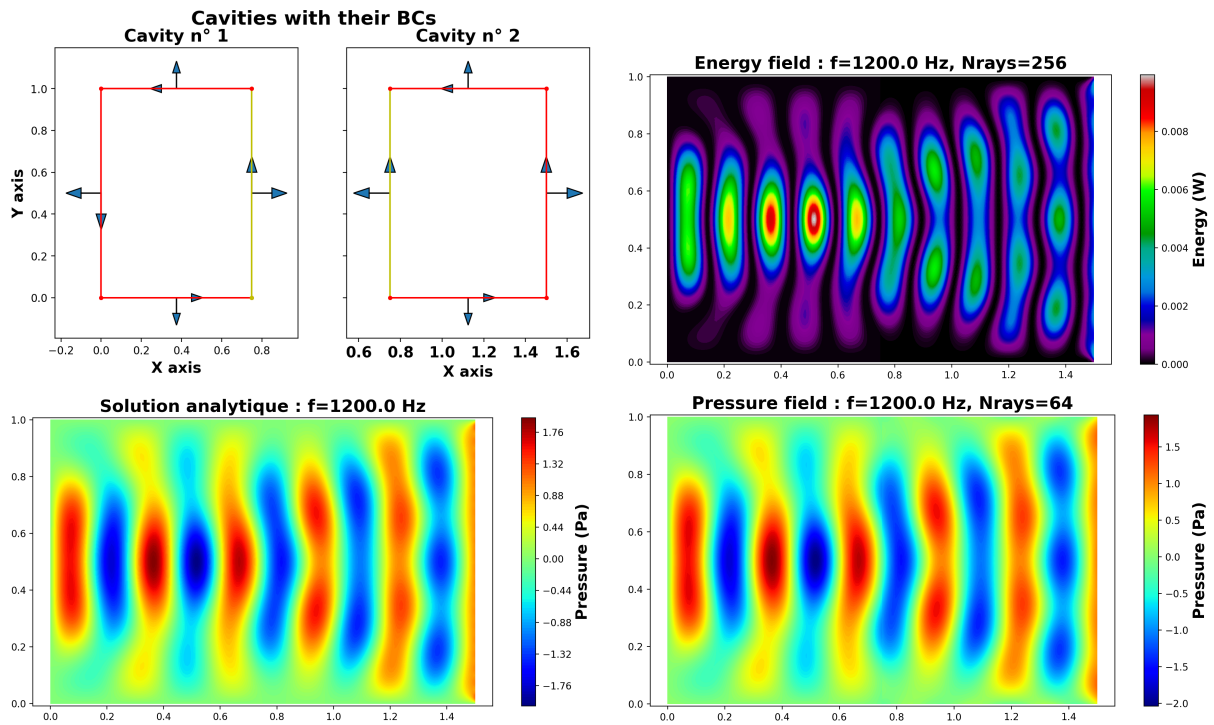 Cavities with their BCs
Cavity n° 1
Cavity n° 2
Y axis
1.0
0.8
0.6
0.4
0.2
0.0
−0.2 0.0 0.2 0.4 0.6 0.8
X axis
0.6 0.8 1.0 1.2 1.4 1.6
X axis
Energy field : f=1200.0 Hz, Nrays=256
1.0
0.8
0.6
0.4
0.2
0.0
0.0 0.2 0.4 0.6 0.8 1.0 1.2 1.4
0.008
0.006
0.004
0.002
0.000
Energy (W)
Solution analytique : f=1200.0 Hz
1.0
0.8
0.6
0.4
0.2
0.0
0.0 0.2 0.4 0.6 0.8 1.0 1.2 1.4
1.76
1.32
0.88
0.44
0.00
−0.44
−0.88
−1.32
−1.76
Pressure (Pa)
Pressure field : f=1200.0 Hz, Nrays=64
1.0
0.8
0.6
0.4
0.2
0.0
0.0 0.2 0.4 0.6 0.8 1.0 1.2 1.4
1.5
1.0
0.5
0.0
−0.5
−1.0
−1.5
−2.0
Pressure (Pa)